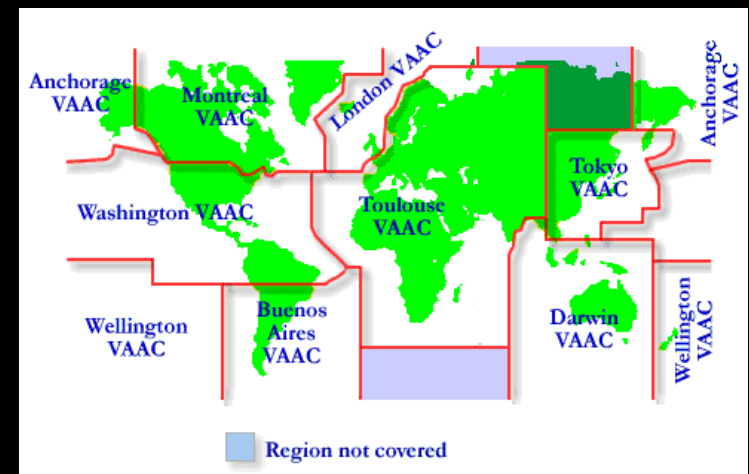 London VAAC
Anchorage
VAAC
Montreal
VAAC
Anchorage
VAAC
Tokyo
VAAC
Washington VAAC
Toulouse
VAAC
Wellington
VAAC
Buenos
Aires
VAAC
Darwin
VAAC
Wellington
VAAC
Region not covered